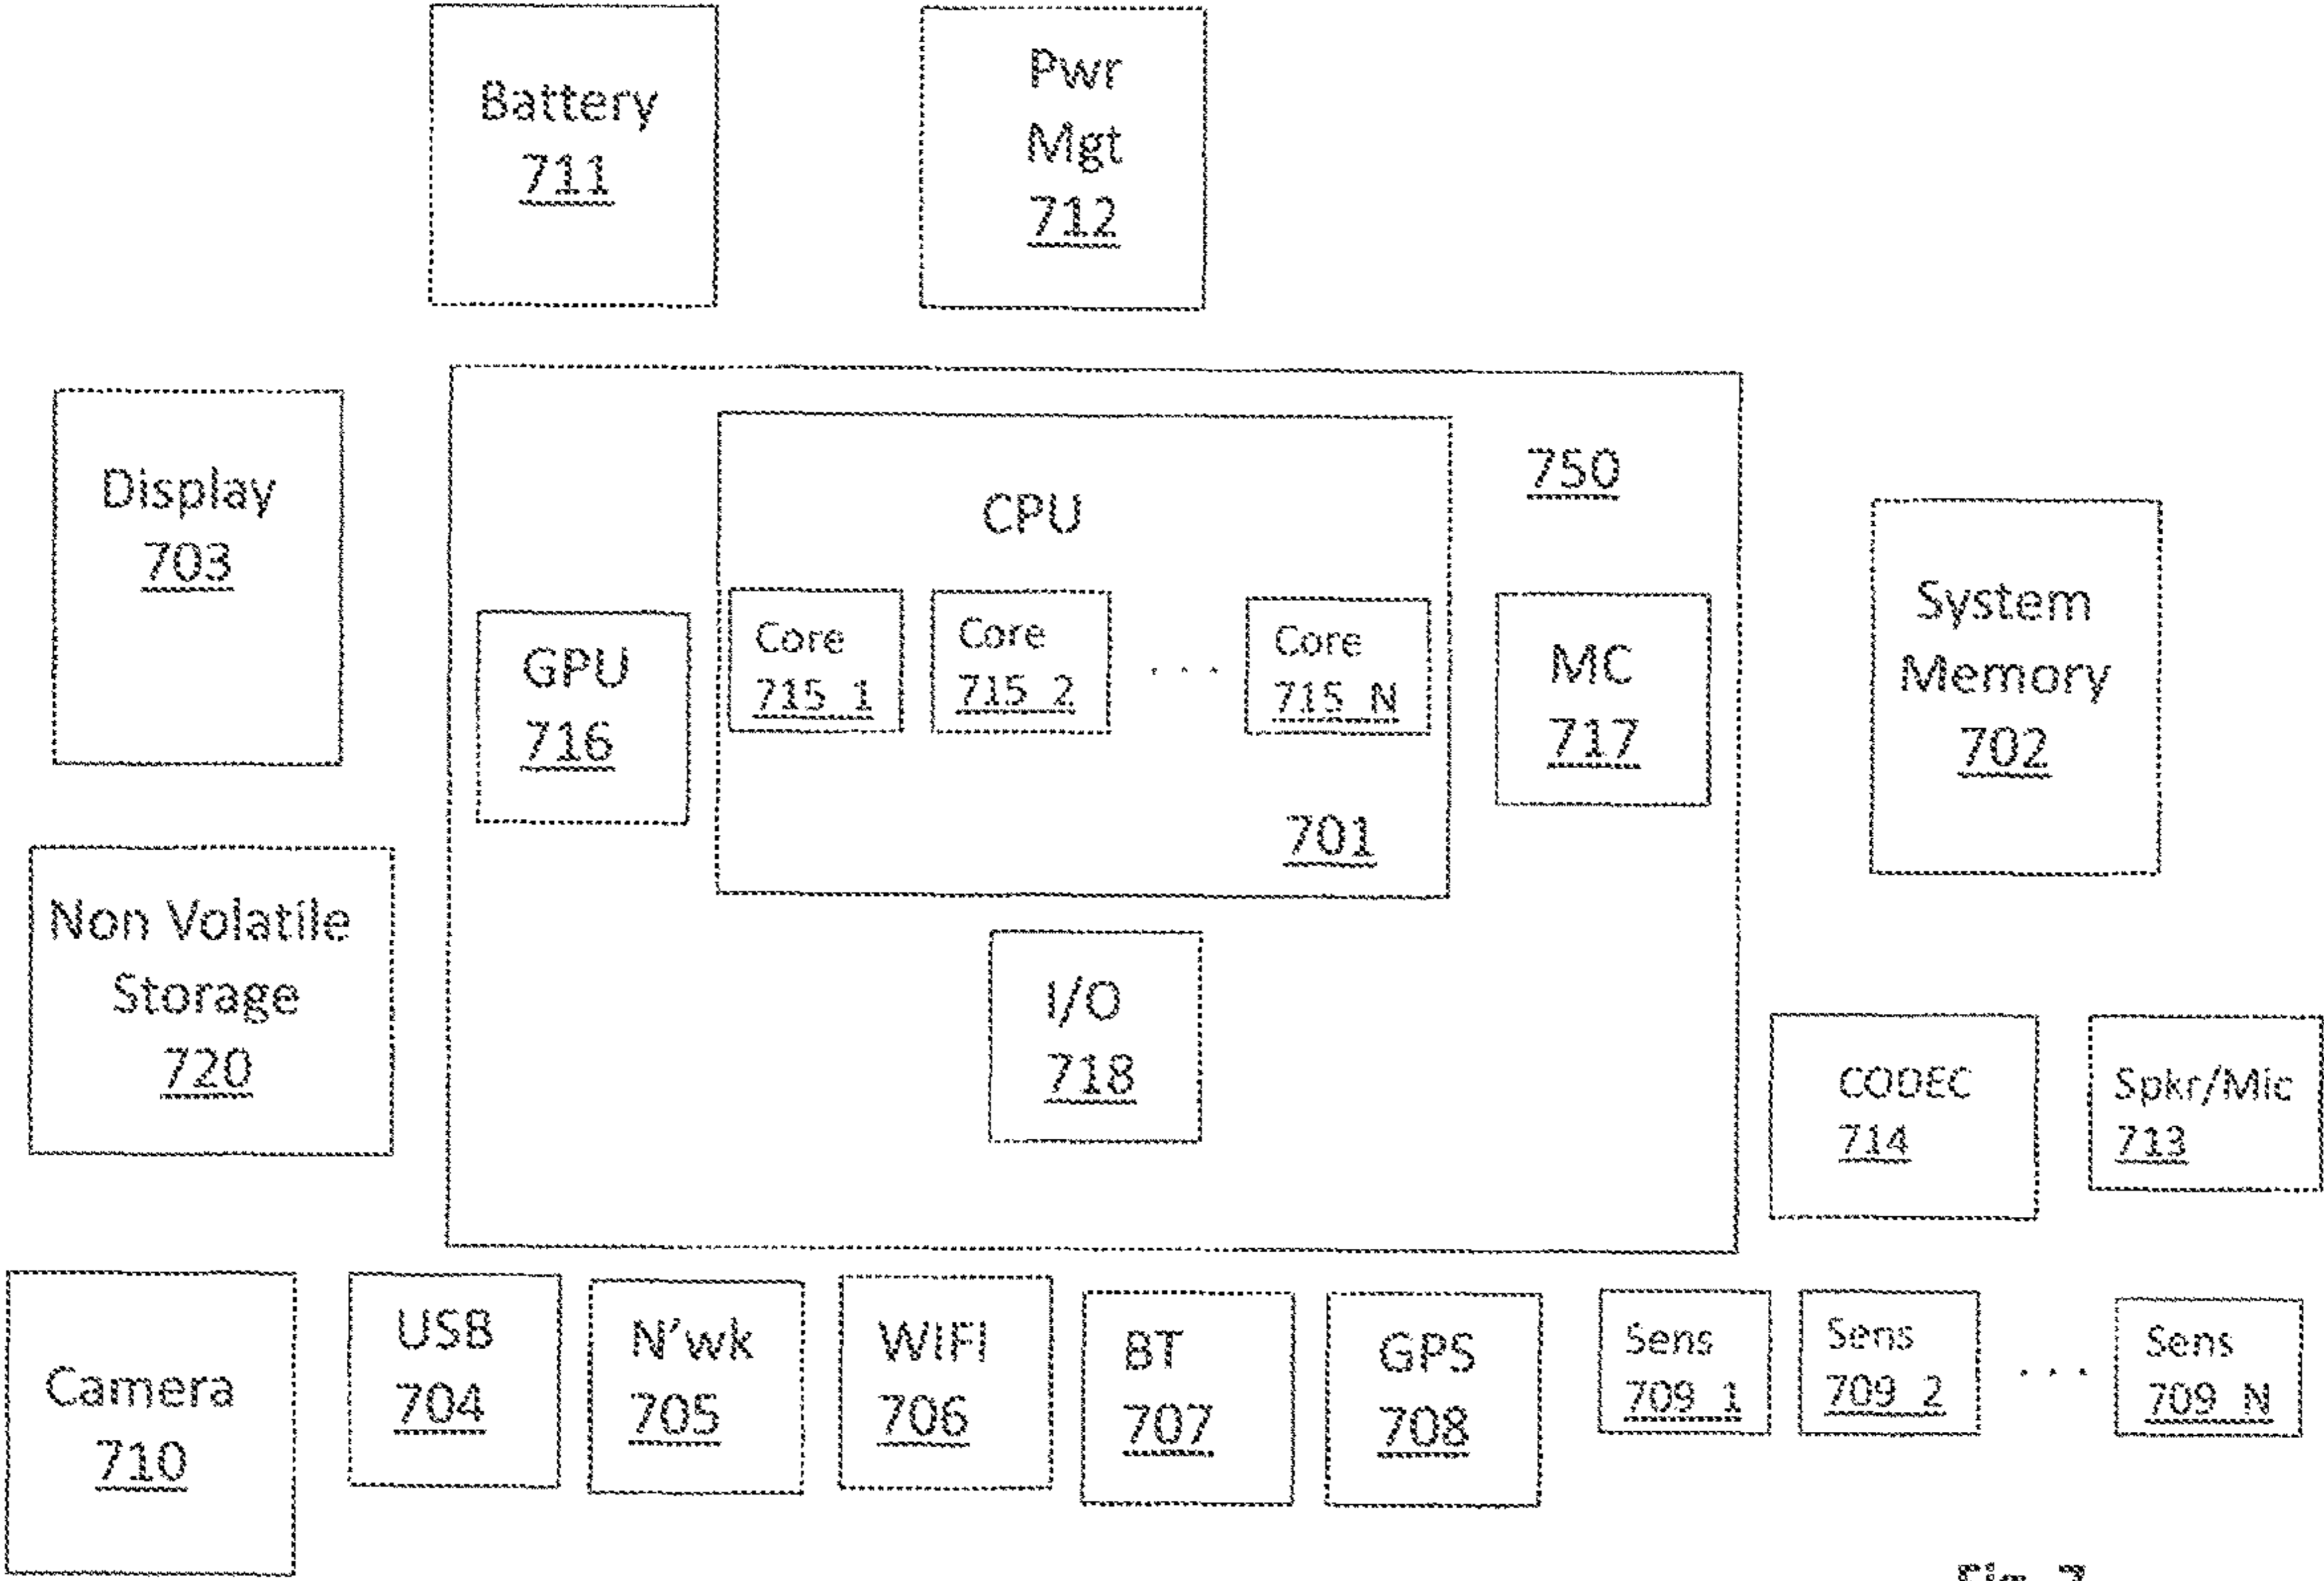 Battery
711
Pwr
Mgt
712
Display
703
750
CPU
GPU
716
Core
715_1
Core
715_2
. . .
Core
715_N
MC
717
701
System
Memory
702
Non Volatile
Storage
720
I/O
718
CODEC
714
Spkr/Mic
713
Camera
710
USB
704
N'wk
705
WIFI
706
BT
707
GPS
708
Sens
709_1
Sens
709_2
. . .
Sens
709_N
Fig. 7